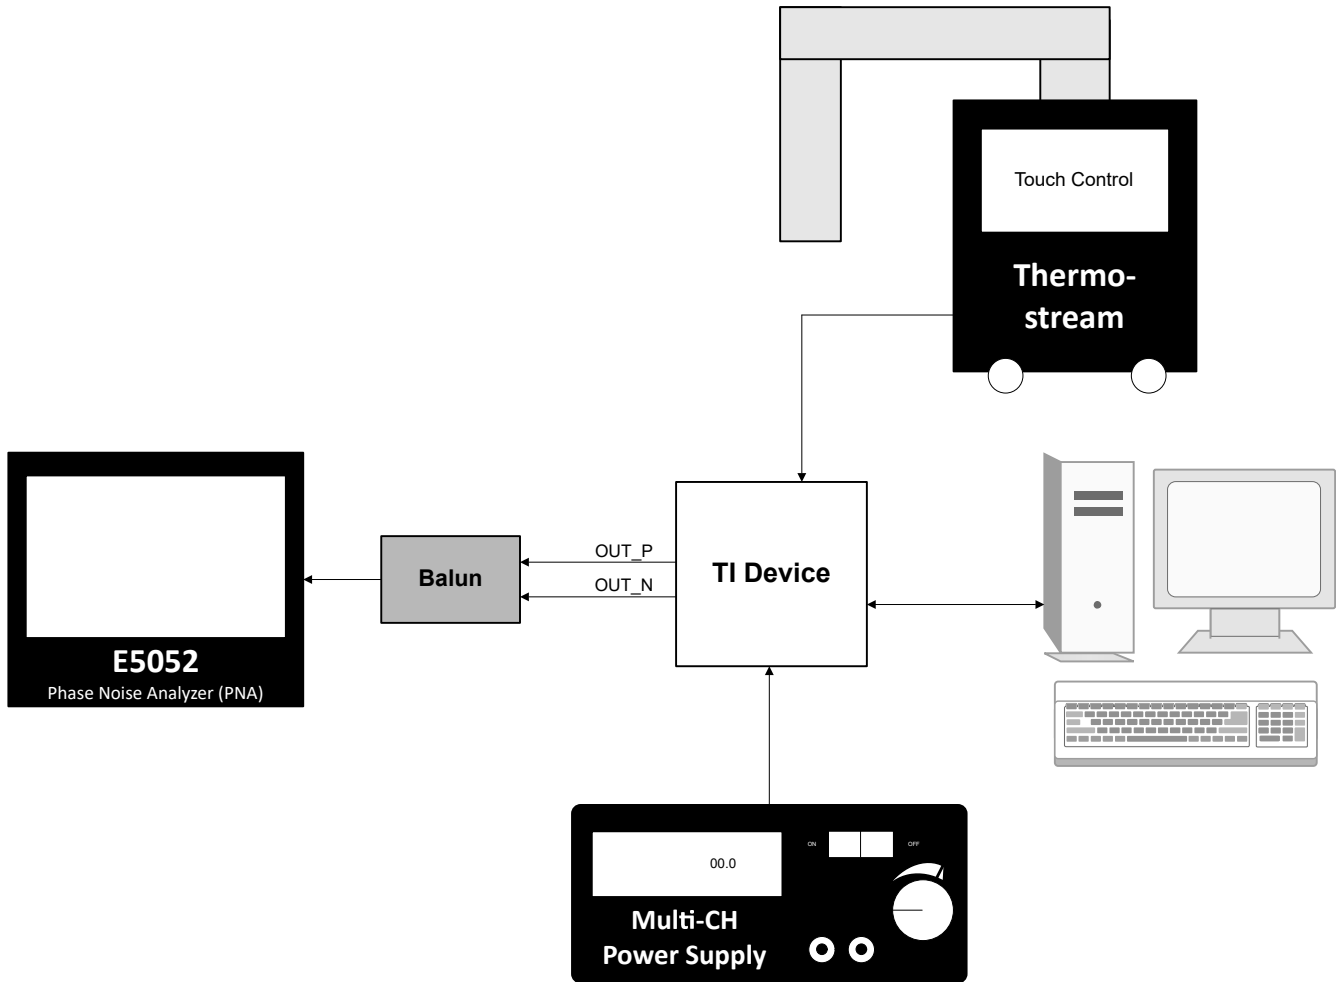 Touch Control
Thermo-
stream
OUT_P
OUT_N
Balun
TI Device
E5052
Phase Noise Analyzer (PNA)
ON
OFF
00.0
Multi-CH
Power Supply